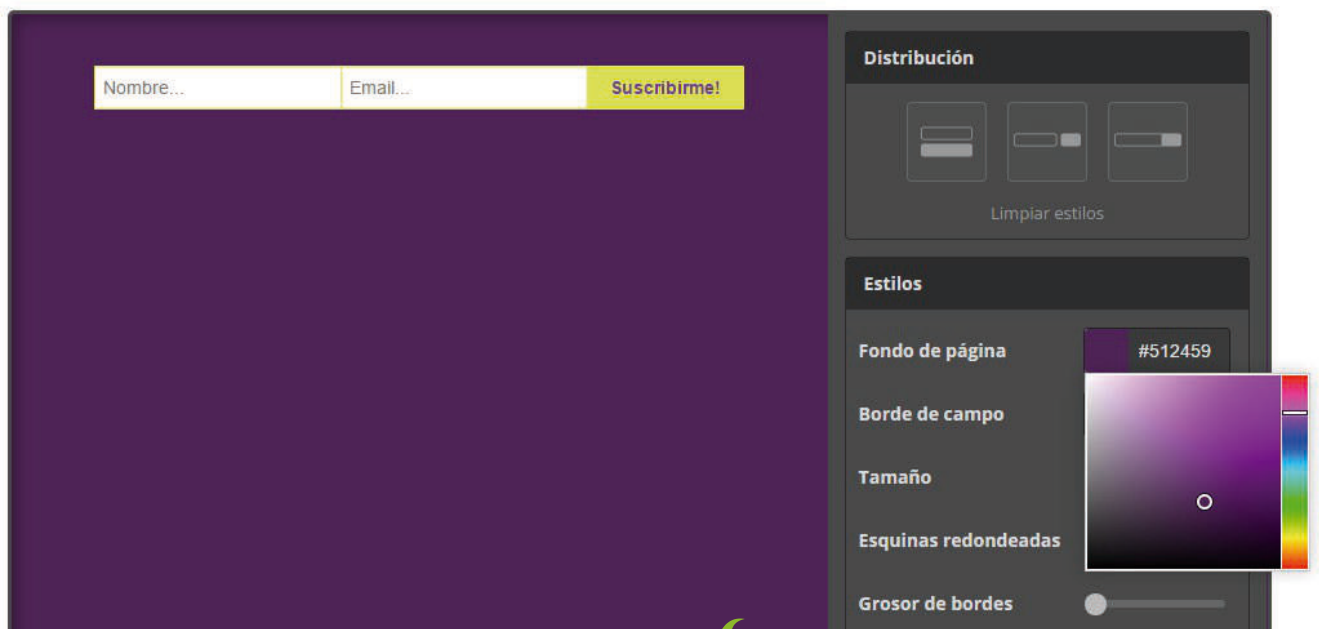 Nombre...
Email...
Suscribirme!
Distribución
Limpiar estilos
Estilos
Fondo de página
#512459
Borde de campo
Tamaño
Esquinas redondeadas
Grosor de bordes